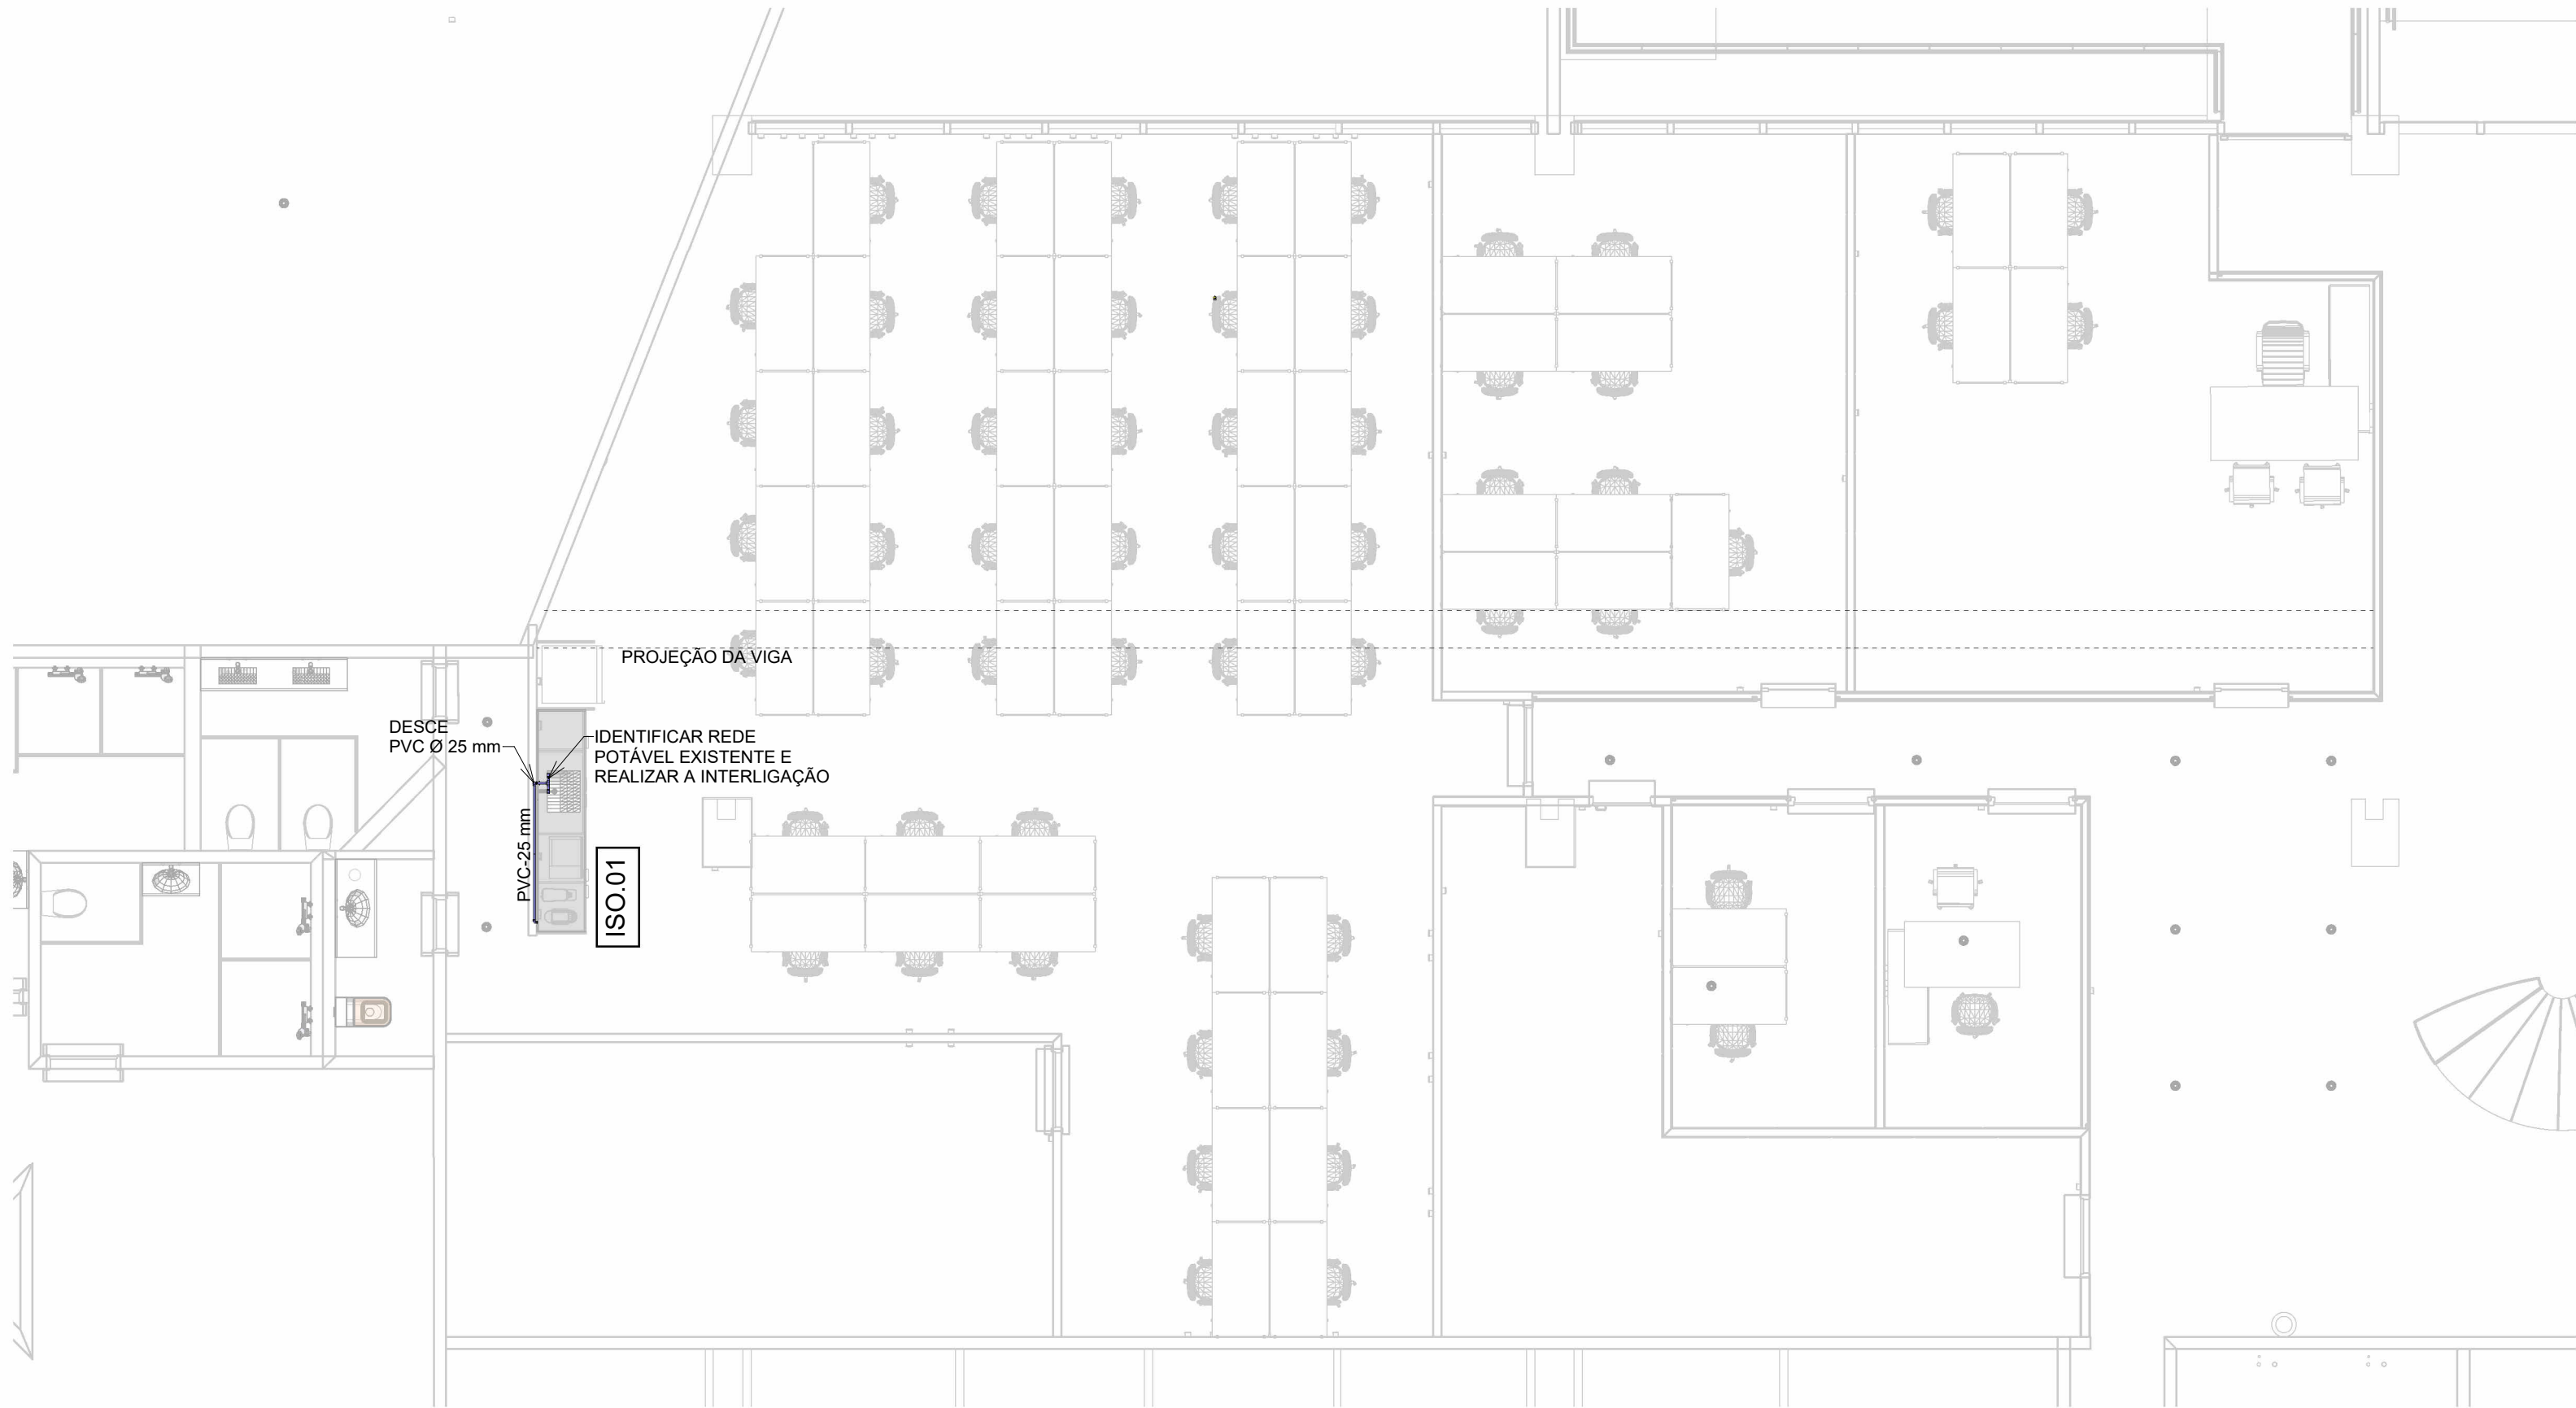 PROJEÇÃO DA VIGA
DESCE
PVC Ø 25 mm
IDENTIFICAR REDE
POTÁVEL EXISTENTE E
REALIZAR A INTERLIGAÇÃO
PVC-25 mm
ISO.01